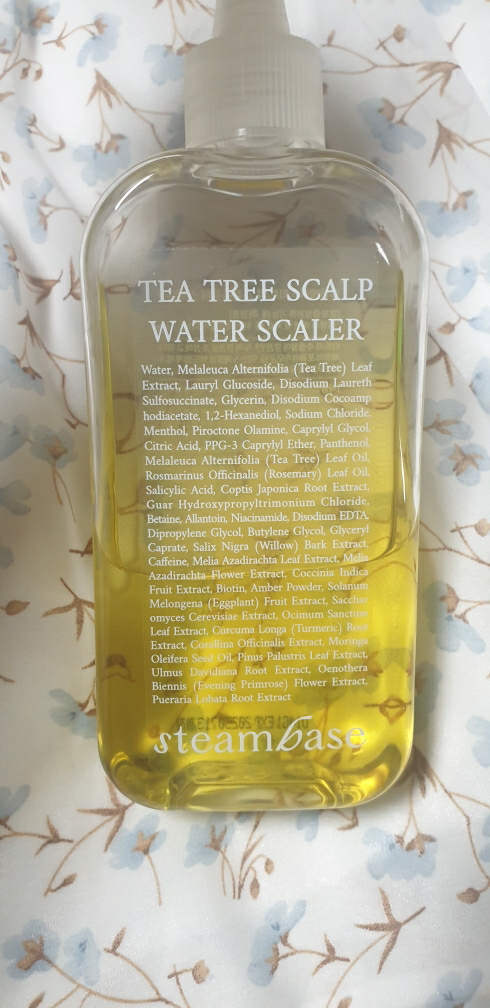 TEA TREE SCALP
WATER SCALER
Water, Melaleuca Alternifolia (Tea Tree) Leaf
Extract, Lauryl Glucoside, Disodium Laureth
Sulfosuccinate, Glycerin, Disodium Cocoamp
hodiacetate, 1,2-Hexanediol, Sodium Chloride,
Menthol, Piroctone Olamine, Caprylyl Glycol,
Citric Acid, PPG-3 Caprylyl Ether, Panthenol,
Melaleuca Alternifolia (Tea Tree) Leaf Oil,
Rosmarinus Officinalis (Rosemary) Leaf Oil,
Salicylic Acid, Coptis Japonica Root Extract,
Guar Hydroxypropyltrimonium Chloride,
Betaine, Allantoin, Niacinamide, Disodium EDTA,
Dipropylene Glycol, Butylene Glycol, Glyceryl
Caprate, Salix Nigra (Willow) Bark Extract,
Caffeine, Melia Azadirachta Leaf Extract, Melia
Azadirachta Flower Extract, Coccinia Indica
Fruit Extract, Biotin, Amber Powder, Solanum
Melongena (Eggplant) Fruit Extract, Sacchar
omyces Cerevisiae Extract, Ocimum Sanctum
Leaf Extract, Curcuma Longa (Turmeric) Root
Extract, Corallina Officinalis Extract, Moringa
Oleifera Seed Oil, Pinus Palustris Leaf Extract,
Ulmus Davidiana Root Extract, Oenothera
Biennis (Evening Primrose) Flower Extract,
Pueraria Lobata Root Extract
steambase